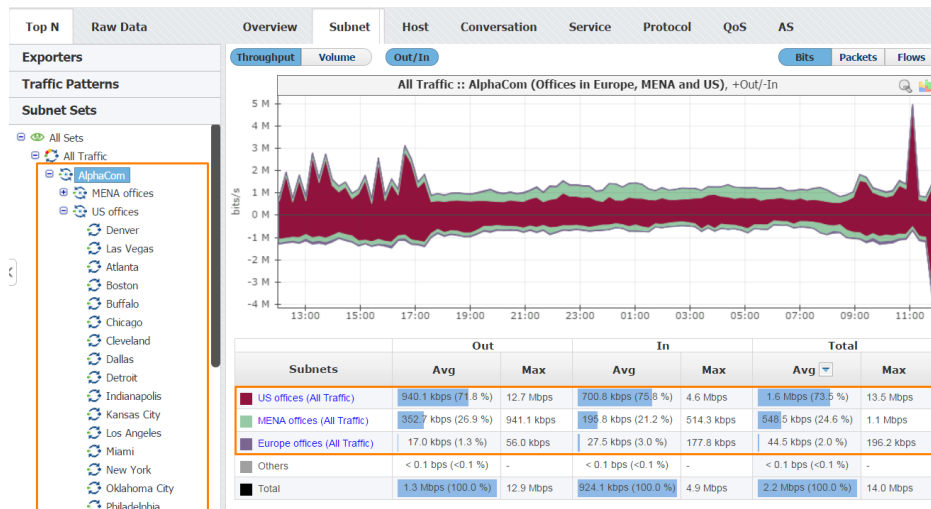 Top N Raw Data Overview Subnet Host Conversation Service Protocol QoS AS
Exporters
Throughput Volume Out/In Bits Packets Flows
Traffic Patterns
Subnet Sets
All Sets
All Traffic
AlphaCom
MENA offices
US offices
Denver
Las Vegas
Atlanta
Boston
Buffalo
Chicago
Cleveland
Dallas
Detroit
Indianapolis
Kansas City
Los Angeles
Miami
New York
Oklahoma City
Philadelphia
All Traffic :: AlphaCom (Offices in Europe, MENA and US), +Out/-In
bits/s
5 M
4 M
3 M
2 M
1 M
0 M
-1 M
-2 M
-3 M
-4 M
13:00 15:00 17:00 19:00 21:00 23:00 01:00 03:00 05:00 07:00 09:00 11:00
Out In Total
Subnets Avg Max Avg Max Avg Max
US offices (All Traffic) 940.1 kbps (71.8 %) 12.7 Mbps 700.8 kbps (75.8 %) 4.6 Mbps 1.6 Mbps (73.5 %) 13.5 Mbps
MENA offices (All Traffic) 352.7 kbps (26.9 %) 941.1 kbps 195.8 kbps (21.2 %) 514.3 kbps 548.5 kbps (24.6 %) 1.1 Mbps
Europe offices (All Traffic) 17.0 kbps (1.3 %) 56.0 kbps 27.5 kbps (3.0 %) 177.8 kbps 44.5 kbps (2.0 %) 196.2 kbps
Others < 0.1 bps (<0.1 %) - < 0.1 bps (<0.1 %) - < 0.1 bps (<0.1 %) -
Total 1.3 Mbps (100.0 %) 12.9 Mbps 924.1 kbps (100.0 %) 4.9 Mbps 2.2 Mbps (100.0 %) 14.0 Mbps